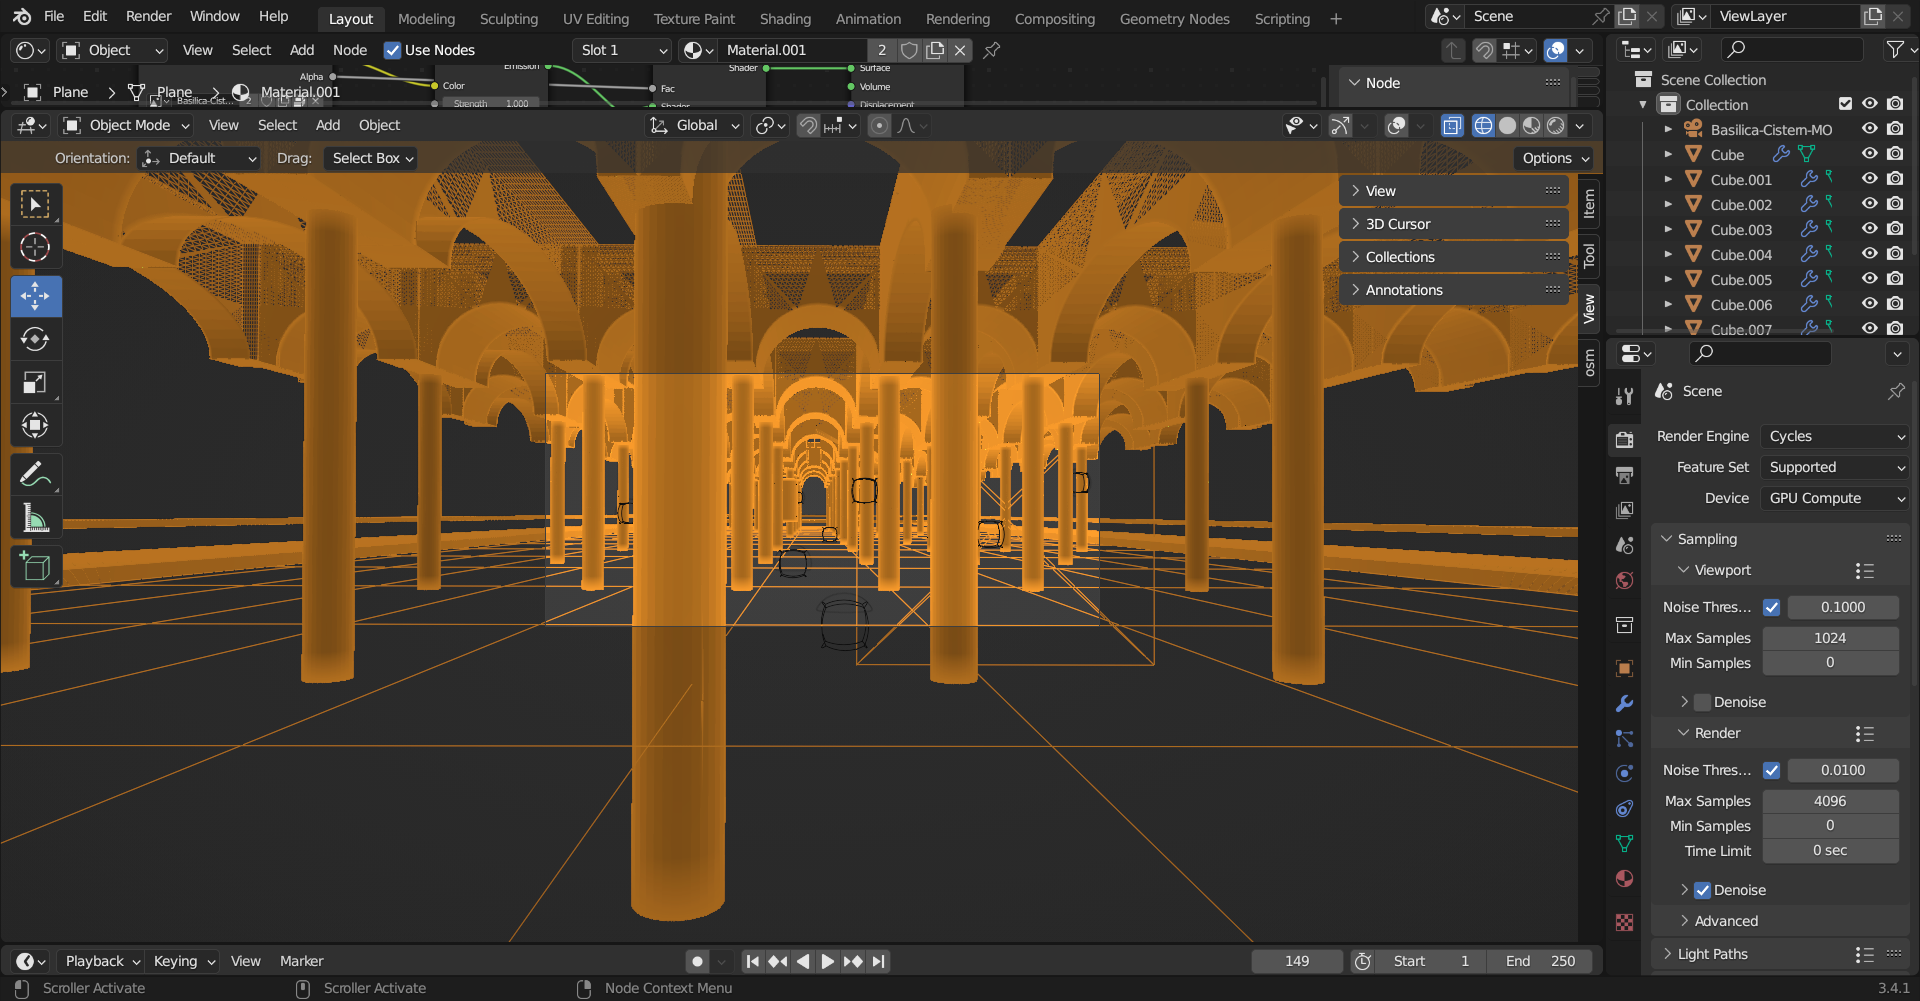 File Edit Render Window Help Layout Modeling Sculpting UV Editing Texture Paint Shading Animation Rendering Compositing Geometry Nodes Scripting + Scene ViewLayer
Object View Select Add Node Use Nodes Slot 1 Material.001 2
Alpha Color Emission Strength 1.000 Fac Shader Shader Surface Volume Displacement Node
Plane > Plane > Material.001
Basilica-Cist... 2
Object Mode View Select Add Object Global
Orientation: Default Drag: Select Box Options
View
3D Cursor
Collections
Annotations
Item
Tool
View
osm
Scene Collection
Collection
Basilica-Cistern-MO
Cube
Cube.001
Cube.002
Cube.003
Cube.004
Cube.005
Cube.006
Cube.007
Scene
Render Engine Cycles
Feature Set Supported
Device GPU Compute
Sampling
Viewport
Noise Thres... 0.1000
Max Samples 1024
Min Samples 0
Denoise
Render
Noise Thres... 0.0100
Max Samples 4096
Min Samples 0
Time Limit 0 sec
Denoise
Advanced
Light Paths
Playback Keying View Marker 149 Start 1 End 250
Scroller Activate Scroller Activate Node Context Menu 3.4.1